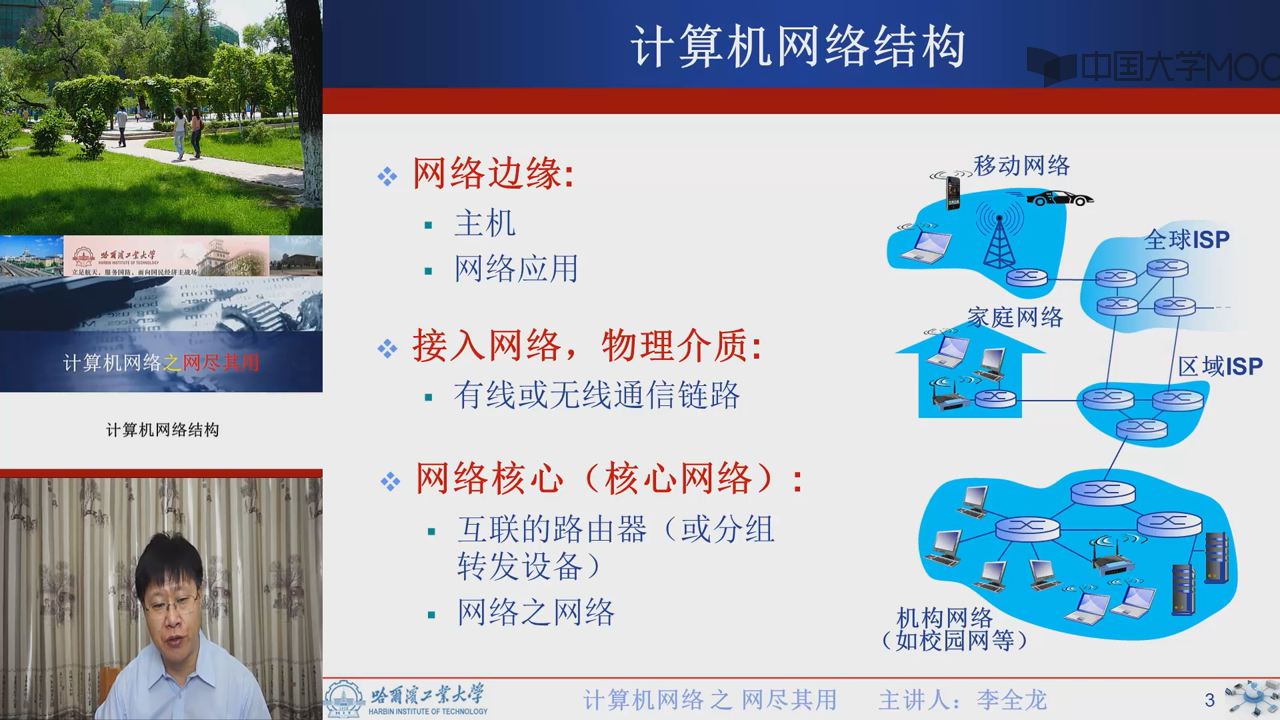 计算机网络结构
中国大学MOOC
网络边缘:
主机
网络应用
接入网络，物理介质:
有线或无线通信链路
网络核心（核心网络）:
互联的路由器（或分组
转发设备）
网络之网络
移动网络
全球ISP
家庭网络
区域ISP
机构网络
（如校园网等）
哈尔滨工业大学
HARBIN INSTITUTE OF TECHNOLOGY
立足航天，服务国防，面向国民经济主战场
计算机网络之网尽其用
计算机网络结构
哈尔滨工业大学
HARBIN INSTITUTE OF TECHNOLOGY
计算机网络 之 网尽其用
主讲人：李全龙
3